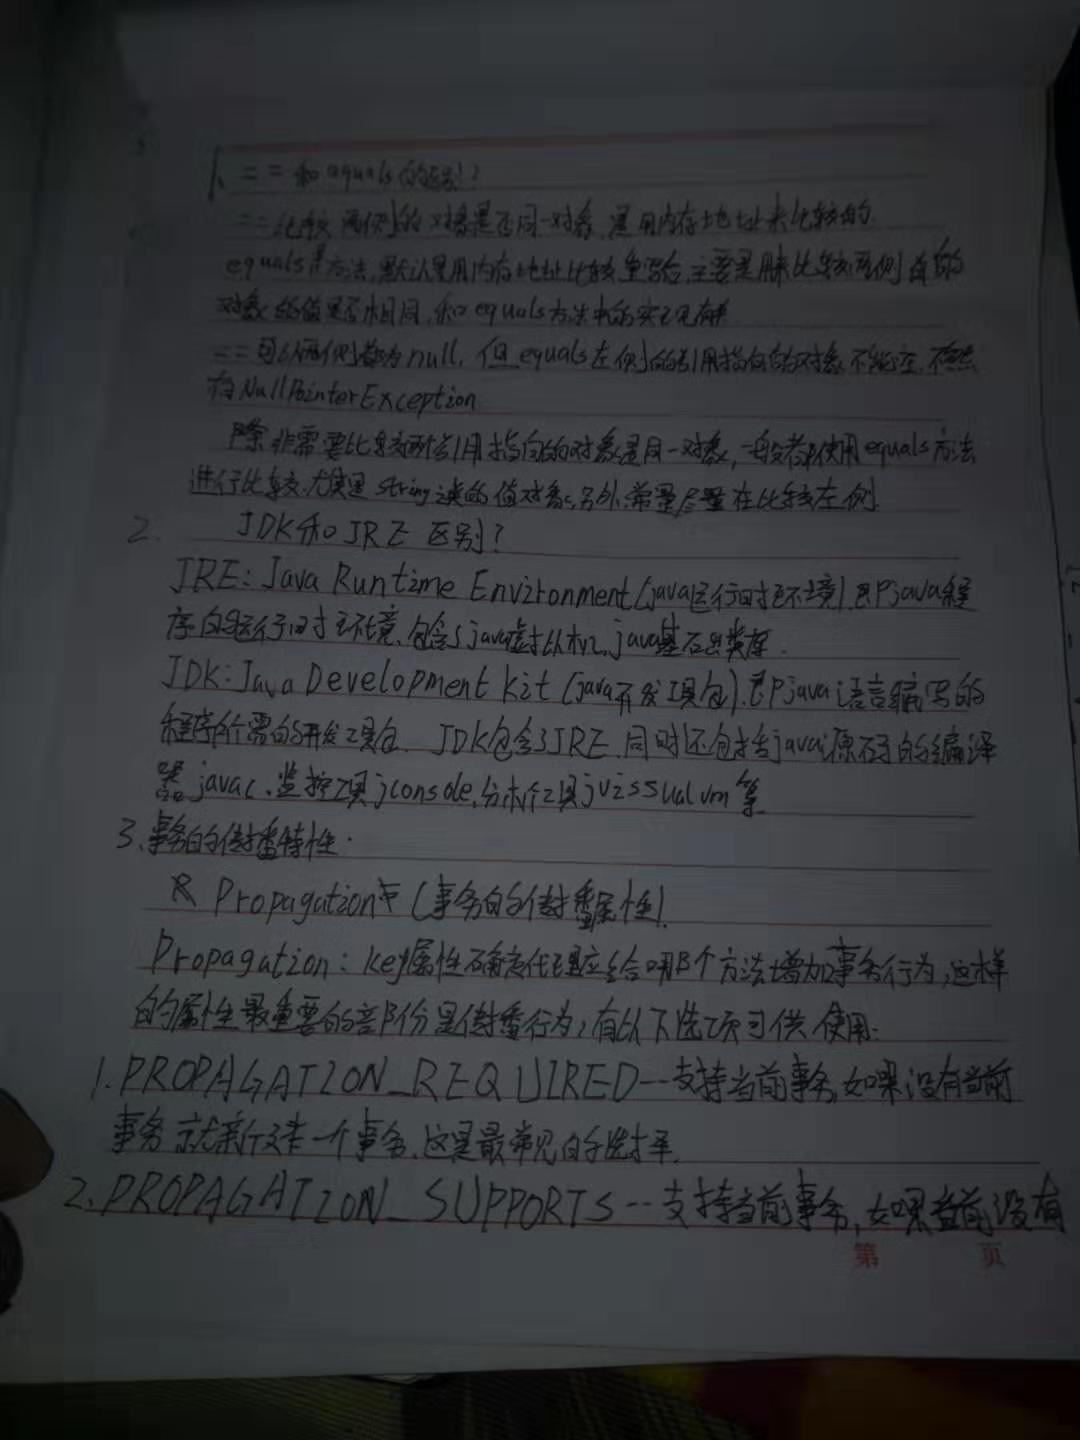 1、== 和 equals 的区别?
== 比较两侧的对象是否同一对象,是用内存地址来比较的.
equals是方法,默认是用内存地址比较,重写后,主要是用来比较两侧
对象的值是否相同,和equals方法中的实现有
==可以两侧都为null,但equals左侧的引用指向的对象不能空,不然
有NullPointerException
除非需要比较两个引用指向的对象是同一对象,一般都使用equals方法
进行比较.尤其是String之类的值对象,另外,常量尽量在比较左侧.
2. JDK和JRE 区别?
JRE: Java Runtime Environment(java运行时环境).即java程
序的运行时环境,包含了java虚拟机,java基础类库.
JDK: Java Development kit (java开发工具包).即java语言编写的
程序所需的开发工具包. JDK包含了JRE,同时还包括java源码的编译
器javac、监控工具jconsole,分析工具jvissualvm等
3、事务的传播特性.
Propagation (事务的传播属性)
Propagation: key属性确定代理应该给哪个方法增加事务行为,这样
的属性最重要的部份是传播行为,有以下选项可供使用:
1. PROPAGATION_REQUIRED--支持当前事务,如果没有当前
事务就新行建一个事务.这是最常见的选择.
2. PROPAGATION_SUPPORTS--支持当前事务,如果当前没有
第 页